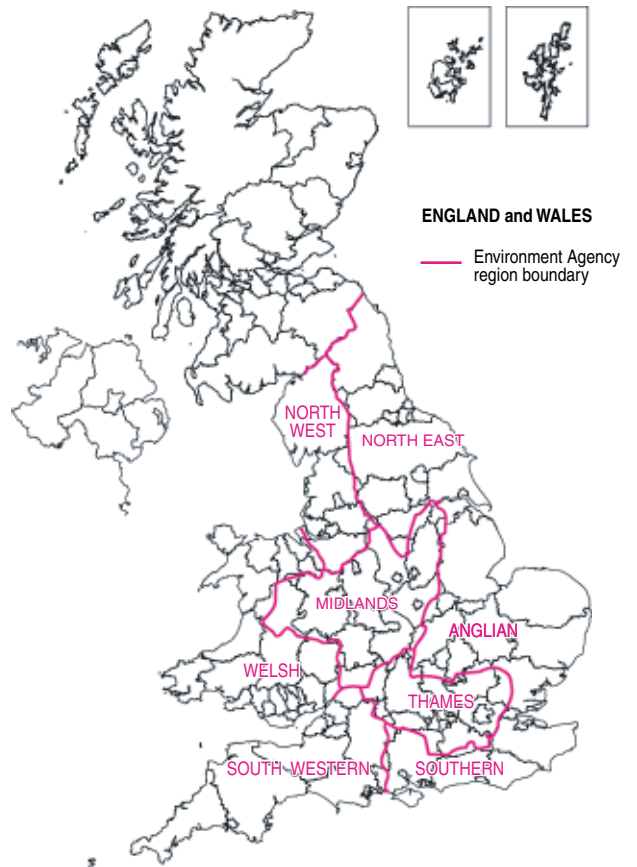 ENGLAND and WALES
Environment Agency
region boundary
NORTH
WEST
NORTH EAST
MIDLANDS
ANGLIAN
WELSH
THAMES
SOUTH WESTERN
SOUTHERN